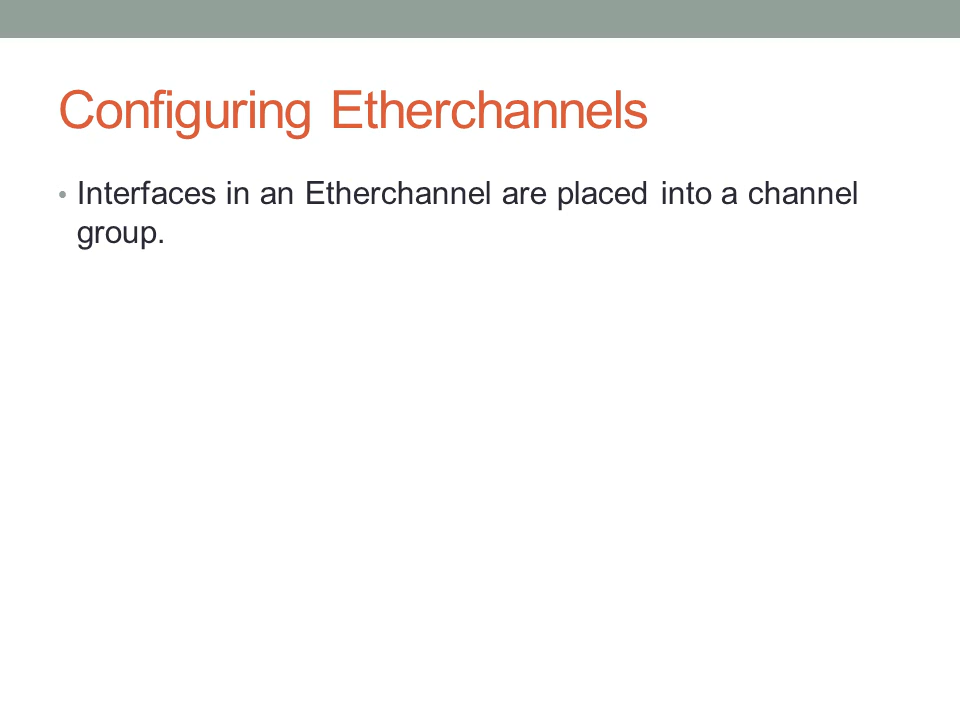 Configuring Etherchannels
• Interfaces in an Etherchannel are placed into a channel
group.